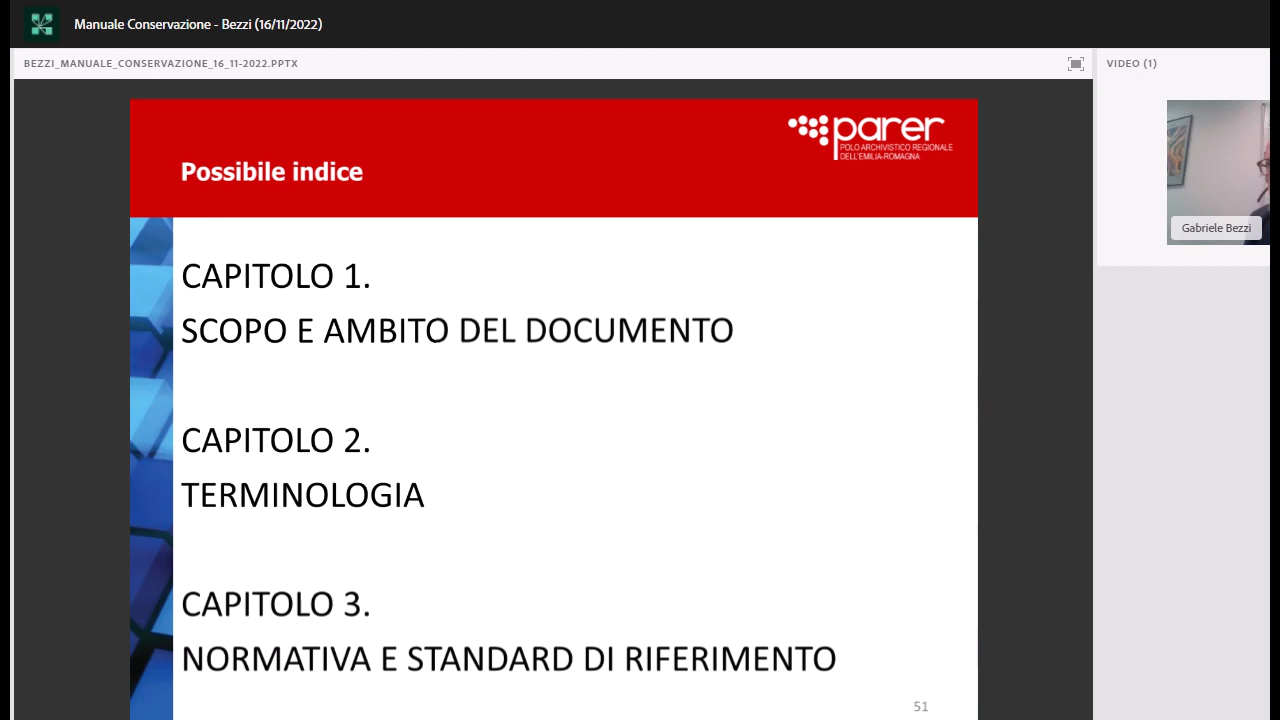 Manuale Conservazione - Bezzi (16/11/2022)
BEZZI_MANUALE_CONSERVAZIONE_16_11-2022.PPTX
VIDEO (1)
parer
POLO ARCHIVISTICO REGIONALE
DELL'EMILIA-ROMAGNA
Possibile indice
Gabriele Bezzi
CAPITOLO 1.
SCOPO E AMBITO DEL DOCUMENTO
CAPITOLO 2.
TERMINOLOGIA
CAPITOLO 3.
NORMATIVA E STANDARD DI RIFERIMENTO
51